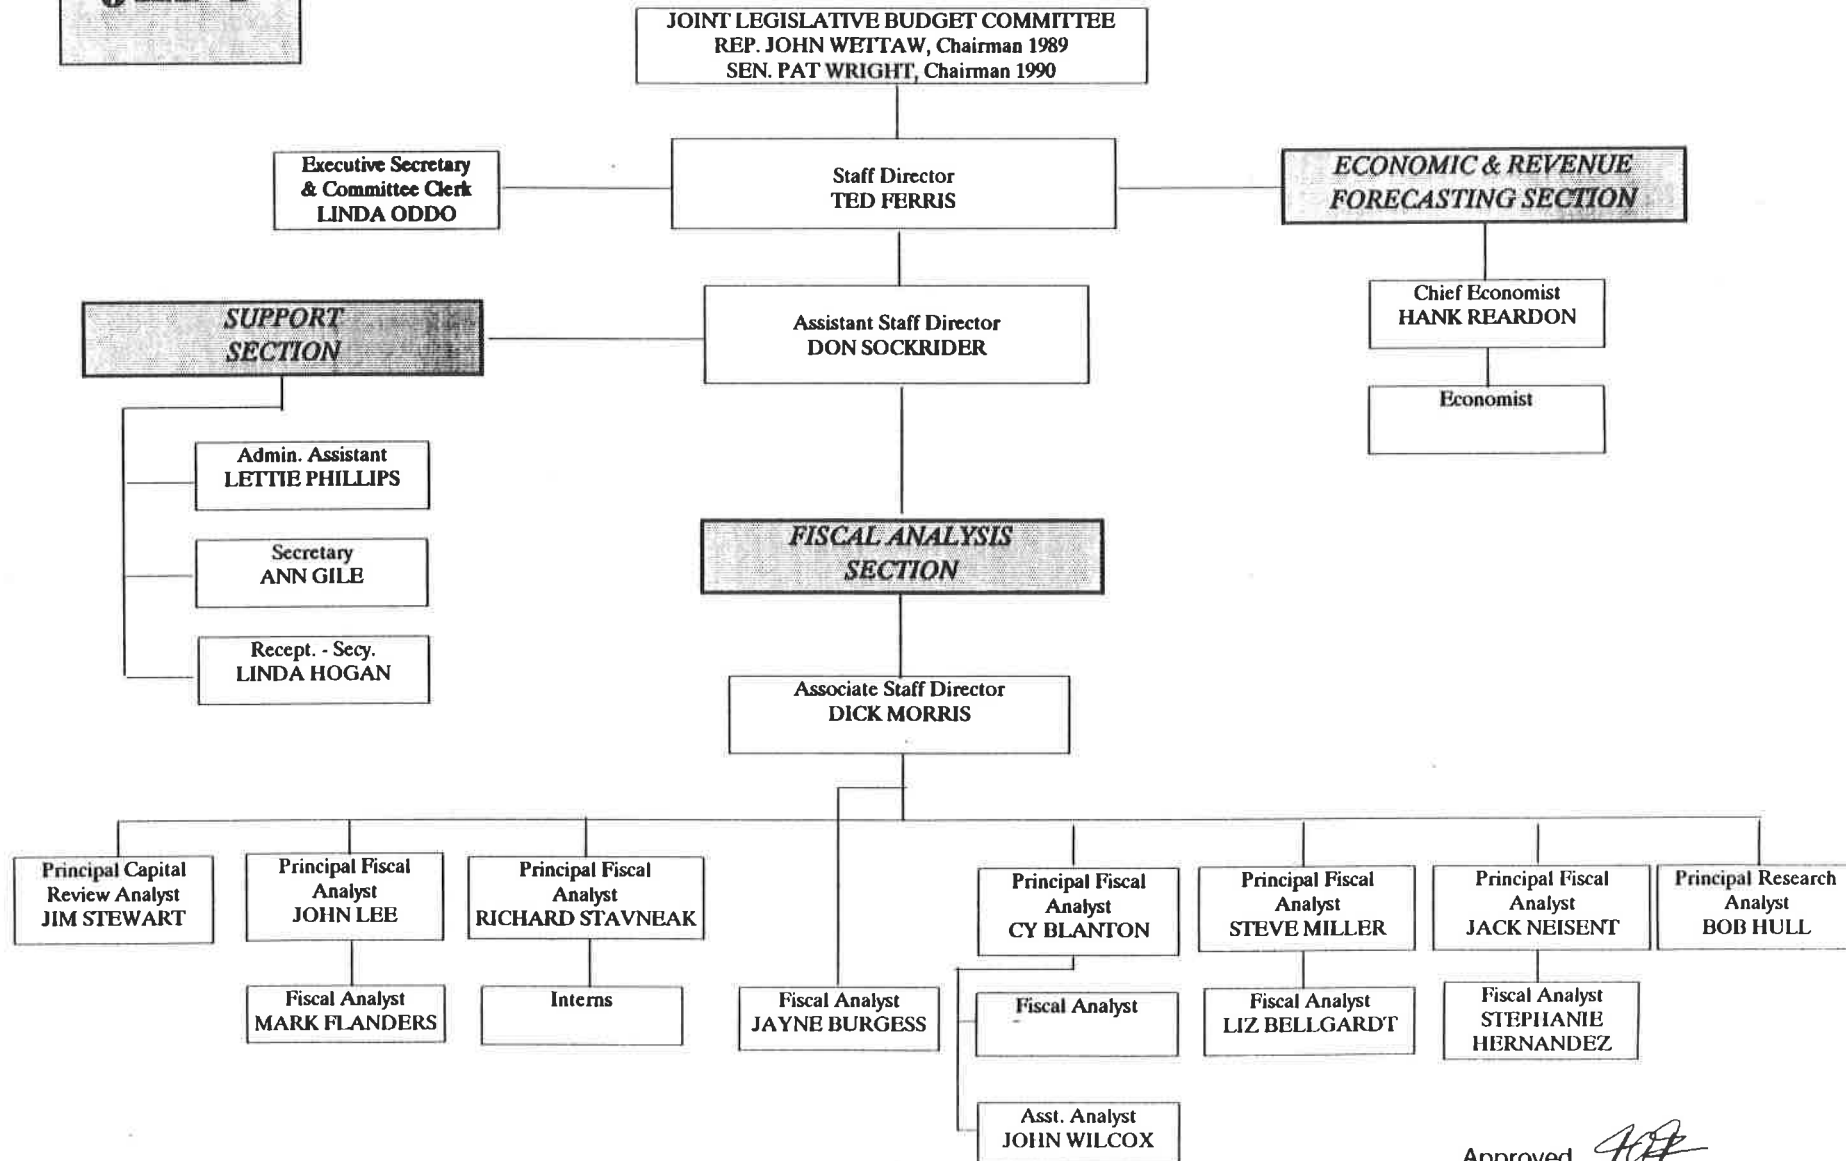 JOINT LEGISLATIVE BUDGET COMMITTEE
REP. JOHN WETTAW, Chairman 1989
SEN. PAT WRIGHT, Chairman 1990
Executive Secretary
& Committee Clerk
LINDA ODDO
Staff Director
TED FERRIS
ECONOMIC & REVENUE
FORECASTING SECTION
Chief Economist
HANK REARDON
Economist
SUPPORT
SECTION
Assistant Staff Director
DON SOCKRIDER
Admin. Assistant
LETTIE PHILLIPS
Secretary
ANN GILE
Recept. - Secy.
LINDA HOGAN
FISCAL ANALYSIS
SECTION
Associate Staff Director
DICK MORRIS
Principal Capital
Review Analyst
JIM STEWART
Principal Fiscal
Analyst
JOHN LEE
Principal Fiscal
Analyst
RICHARD STAVNEAK
Principal Fiscal
Analyst
CY BLANTON
Principal Fiscal
Analyst
STEVE MILLER
Principal Fiscal
Analyst
JACK NEISENT
Principal Research
Analyst
BOB HULL
Fiscal Analyst
MARK FLANDERS
Interns
Fiscal Analyst
JAYNE BURGESS
Fiscal Analyst
Fiscal Analyst
LIZ BELLGARDT
Fiscal Analyst
STEPHANIE
HERNANDEZ
Asst. Analyst
JOHN WILCOX
Approved